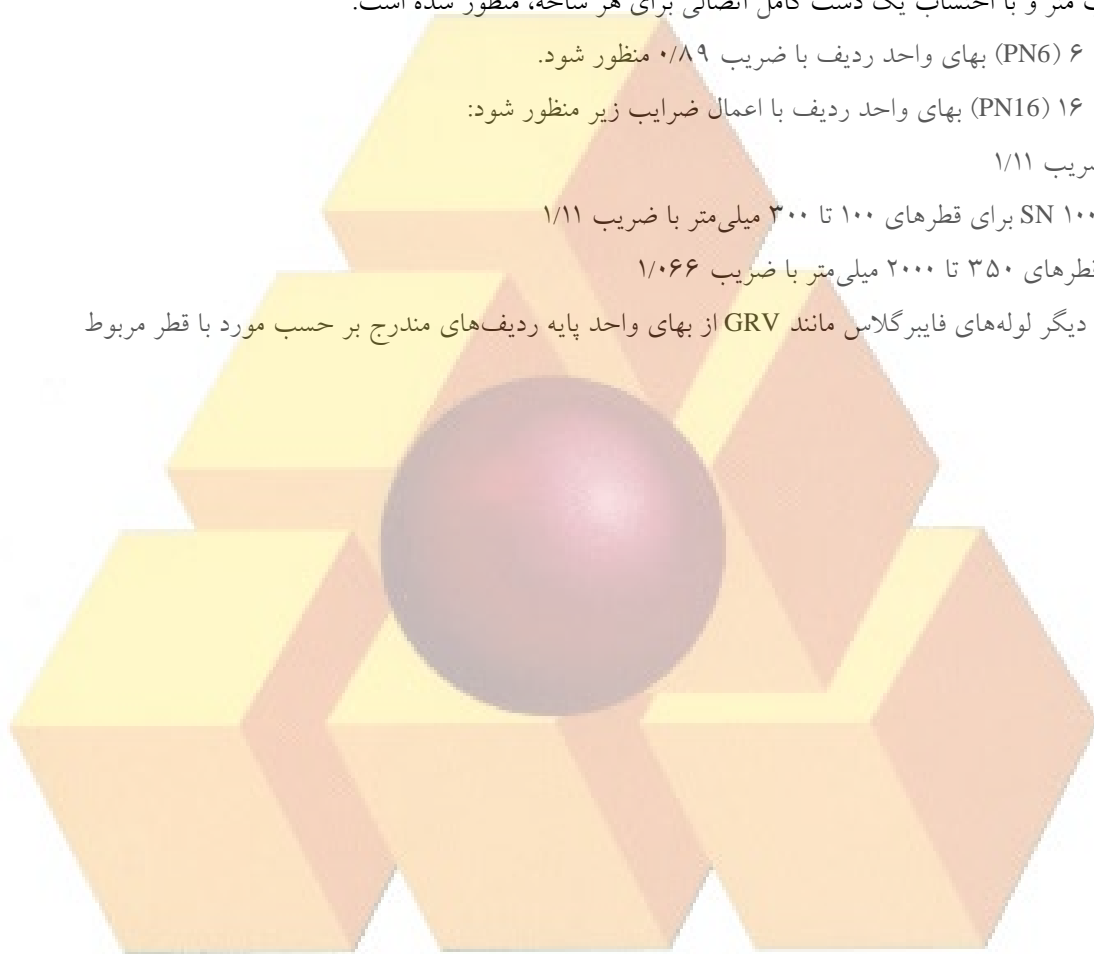 متر و با احتساب یک دست کامل اتصالی برای هر شاخه، منظور شده است.
۶ (PN6) بهای واحد ردیف با ضریب ۰/۸۹ منظور شود.
۱۶ (PN16) بهای واحد ردیف با اعمال ضرایب زیر منظور شود:
ضریب ۱/۱۱
SN ۱۰۰ برای قطرهای ۱۰۰ تا ۳۰۰ میلی‌متر با ضریب ۱/۱۱
قطرهای ۳۵۰ تا ۲۰۰۰ میلی‌متر با ضریب ۱/۰۶۶
دیگر لوله‌های فایبرگلاس مانند GRV از بهای واحد پایه ردیف‌های مندرج بر حسب مورد با قطر مربوط